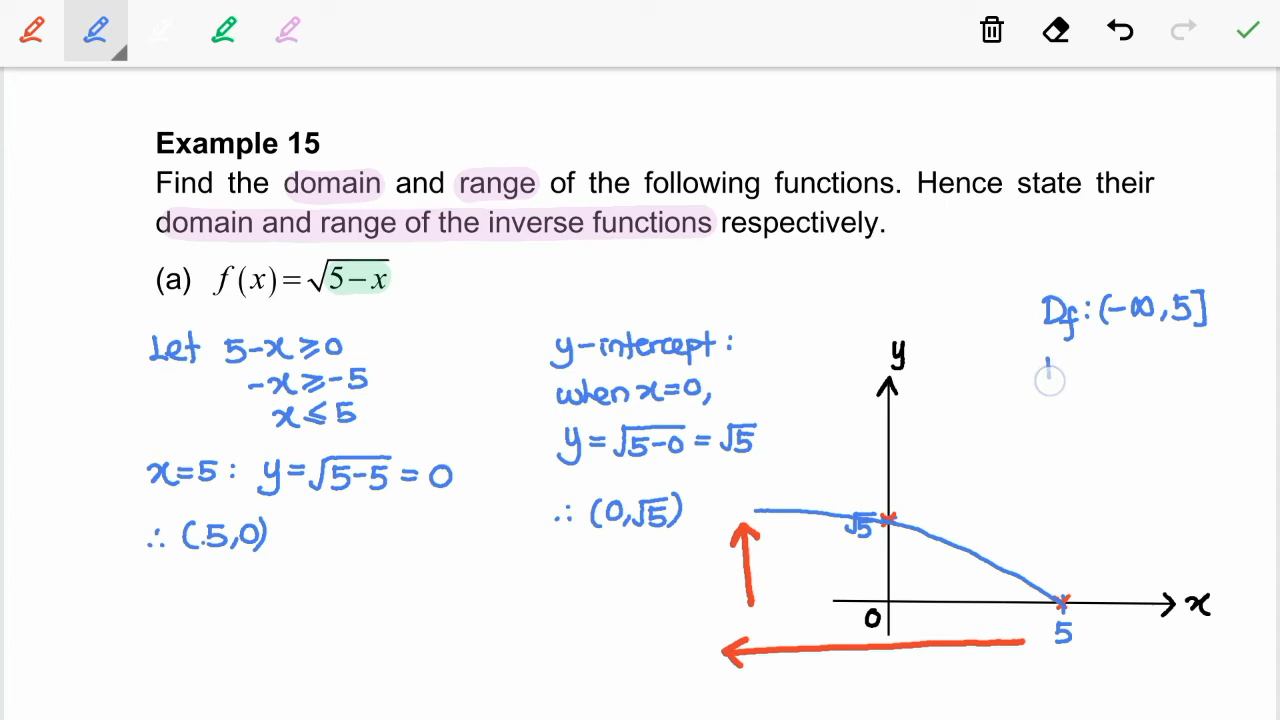 Example 15
Find the domain and range of the following functions. Hence state their
domain and range of the inverse functions respectively.
(a) f(x)=√5−x
Let 5-x≥0
-x≥-5
x≤5
x=5: y=√5-5=0
∴ (5,0)
y-intercept:
when x=0,
y=√5-0=√5
∴ (0,√5)
Df:(-∞,5]
y
√5
0
5
x